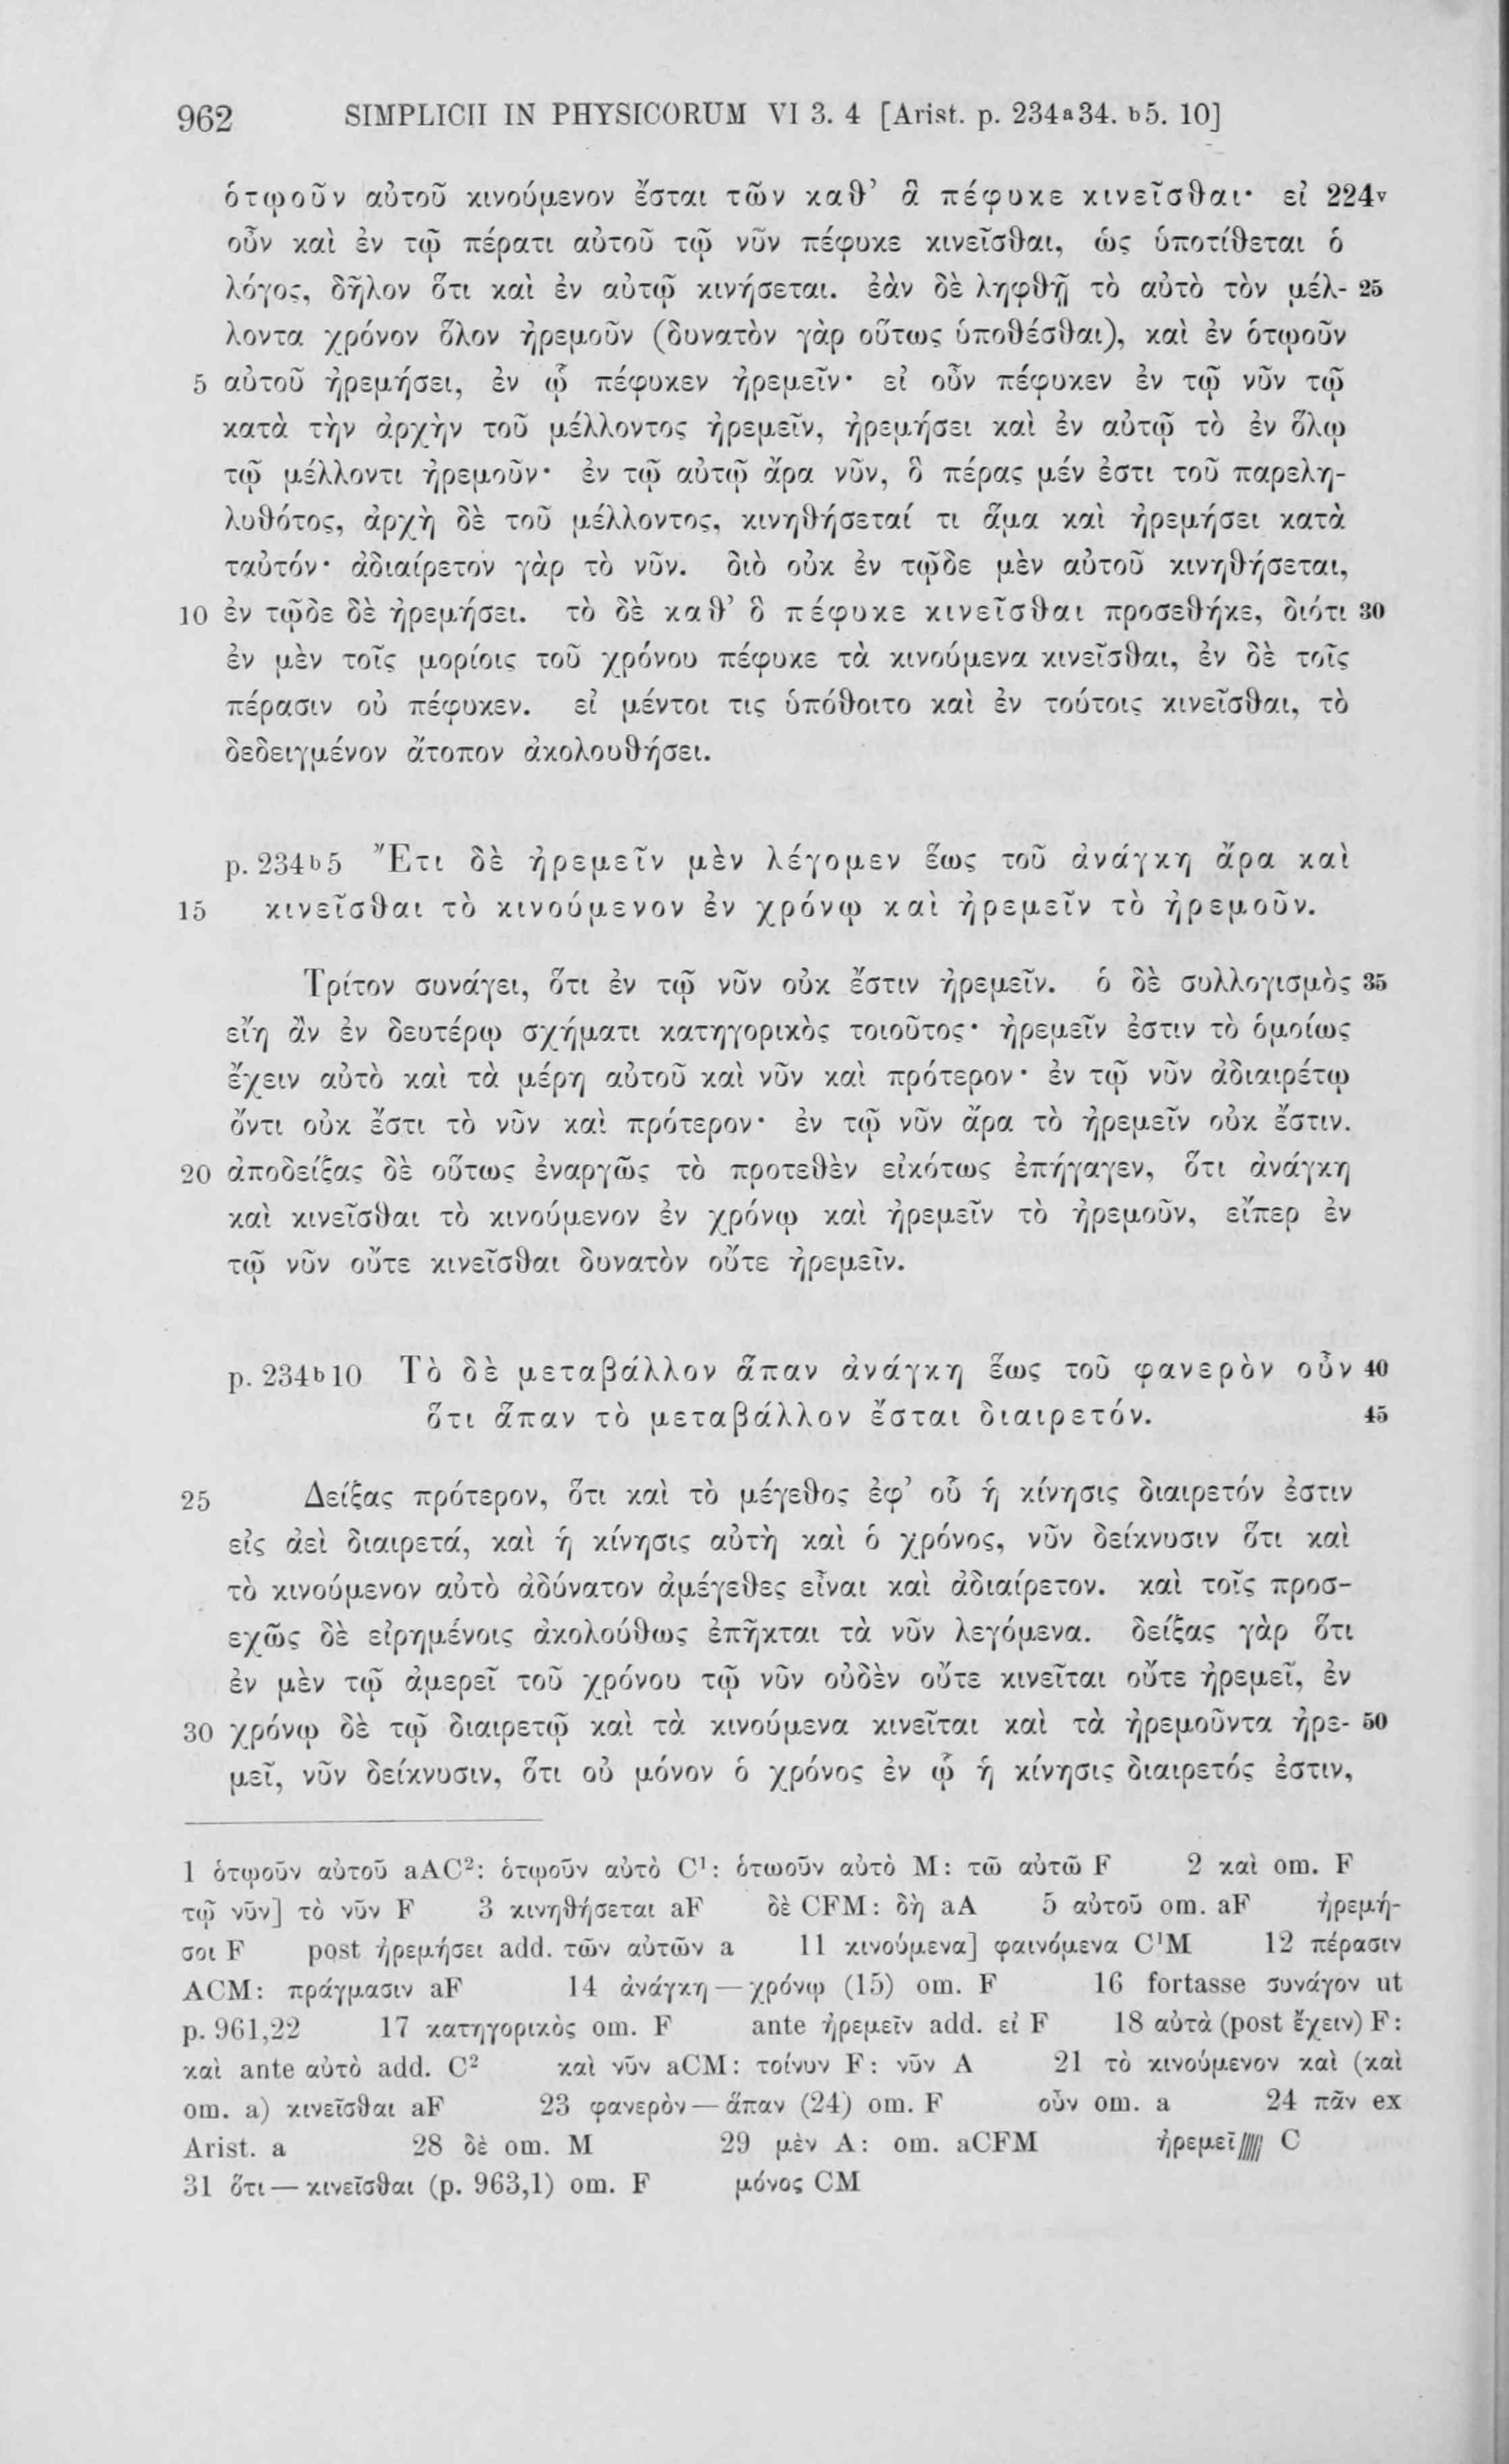 962 SIMPLICII IN PHYSICORUM VI 3. 4 [Arist. p. 234a34. b5. 10]
ὁτῳοῦν αὐτοῦ κινούμενον ἔσται τῶν καθ’ ἃ πέφυκε κινεῖσθαι· εἰ 224v
οὖν καὶ ἐν τῷ πέρατι αὐτοῦ τῷ νῦν πέφυκε κινεῖσθαι, ὡς ὑποτίθεται ὁ
λόγος, δῆλον ὅτι καὶ ἐν αὐτῷ κινήσεται. ἐὰν δὲ ληφθῇ τὸ αὐτὸ τὸν μέλ- 25
λοντα χρόνον ὅλον ἠρεμοῦν (δυνατὸν γὰρ οὕτως ὑποθέσθαι), καὶ ἐν ὁτῳοῦν
5 αὐτοῦ ἠρεμήσει, ἐν ᾧ πέφυκεν ἠρεμεῖν· εἰ οὖν πέφυκεν ἐν τῷ νῦν τῷ
κατὰ τὴν ἀρχὴν τοῦ μέλλοντος ἠρεμεῖν, ἠρεμήσει καὶ ἐν αὐτῷ τὸ ἐν ὅλῳ
τῷ μέλλοντι ἠρεμοῦν· ἐν τῷ αὐτῷ ἄρα νῦν, ὃ πέρας μέν ἐστι τοῦ παρελη-
λυθότος, ἀρχὴ δὲ τοῦ μέλλοντος, κινηθήσεταί τι ἅμα καὶ ἠρεμήσει κατὰ
ταὐτόν· ἀδιαίρετον γὰρ τὸ νῦν. διὸ οὐκ ἐν τῷδε μὲν αὐτοῦ κινηθήσεται,
10 ἐν τῷδε δὲ ἠρεμήσει. τὸ δὲ καθ’ ὃ πέφυκε κινεῖσθαι προσεθήκε, διότι 30
ἐν μὲν τοῖς μορίοις τοῦ χρόνου πέφυκε τὰ κινούμενα κινεῖσθαι, ἐν δὲ τοῖς
πέρασιν οὐ πέφυκεν. εἰ μέντοι τις ὑπόθοιτο καὶ ἐν τούτοις κινεῖσθαι, τὸ
δεδειγμένον ἄτοπον ἀκολουθήσει.
p. 234b5 Ἔτι δὲ ἠρεμεῖν μὲν λέγομεν ἕως τοῦ ἀνάγκη ἄρα καὶ
15 κινεῖσθαι τὸ κινούμενον ἐν χρόνῳ καὶ ἠρεμεῖν τὸ ἠρεμοῦν.
Τρίτον συνάγει, ὅτι ἐν τῷ νῦν οὐκ ἔστιν ἠρεμεῖν. ὁ δὲ συλλογισμὸς 35
εἴη ἂν ἐν δευτέρῳ σχήματι κατηγορικὸς τοιοῦτος· ἠρεμεῖν ἐστιν τὸ ὁμοίως
ἔχειν αὐτὸ καὶ τὰ μέρη αὐτοῦ καὶ νῦν καὶ πρότερον· ἐν τῷ νῦν ἀδιαιρέτῳ
ὄντι οὐκ ἔστι τὸ νῦν καὶ πρότερον· ἐν τῷ νῦν ἄρα τὸ ἠρεμεῖν οὐκ ἔστιν.
20 ἀποδείξας δὲ οὕτως ἐναργῶς τὸ προτεθὲν εἰκότως ἐπήγαγεν, ὅτι ἀνάγκη
καὶ κινεῖσθαι τὸ κινούμενον ἐν χρόνῳ καὶ ἠρεμεῖν τὸ ἠρεμοῦν, εἴπερ ἐν
τῷ νῦν οὔτε κινεῖσθαι δυνατὸν οὔτε ἠρεμεῖν.
p. 234b10 Τὸ δὲ μεταβάλλον ἅπαν ἀνάγκη ἕως τοῦ φανερὸν οὖν 40
ὅτι ἅπαν τὸ μεταβάλλον ἔσται διαιρετόν. 45
25 Δείξας πρότερον, ὅτι καὶ τὸ μέγεθος ἐφ’ οὗ ἡ κίνησις διαιρετόν ἐστιν
εἰς ἀεὶ διαιρετά, καὶ ἡ κίνησις αὐτὴ καὶ ὁ χρόνος, νῦν δείκνυσιν ὅτι καὶ
τὸ κινούμενον αὐτὸ ἀδύνατον ἀμέγεθες εἶναι καὶ ἀδιαίρετον. καὶ τοῖς προσ-
εχῶς δὲ εἰρημένοις ἀκολούθως ἐπῆκται τὰ νῦν λεγόμενα. δείξας γὰρ ὅτι
ἐν μὲν τῷ ἀμερεῖ τοῦ χρόνου τῷ νῦν οὐδὲν οὔτε κινεῖται οὔτε ἠρεμεῖ, ἐν
30 χρόνῳ δὲ τῷ διαιρετῷ καὶ τὰ κινούμενα κινεῖται καὶ τὰ ἠρεμοῦντα ἠρε- 50
μεῖ, νῦν δείκνυσιν, ὅτι οὐ μόνον ὁ χρόνος ἐν ᾧ ἡ κίνησις διαιρετός ἐστιν,
1 ὁτῳοῦν αὐτοῦ aAC²: ὁτῳοῦν αὐτὸ C¹: ὁτωοῦν αὐτὸ M: τῶ αὐτῶ F 2 καὶ om. F
τῷ νῦν] τὸ νῦν F 3 κινηθήσεται aF δὲ CFM: δὴ aA 5 αὐτοῦ om. aF ἠρεμή-
σοι F post ἠρεμήσει add. τῶν αὐτῶν a 11 κινούμενα] φαινόμενα C¹M 12 πέρασιν
ACM: πράγμασιν aF 14 ἀνάγκη — χρόνῳ (15) om. F 16 fortasse συνάγον ut
p. 961,22 17 κατηγορικὸς om. F ante ἠρεμεῖν add. εἰ F 18 αὐτὰ (post ἔχειν) F:
καὶ ante αὐτὸ add. C² καὶ νῦν aCM: τοίνυν F: νῦν A 21 τὸ κινούμενον καὶ (καὶ
om. a) κινεῖσθαι aF 23 φανερὸν — ἅπαν (24) om. F οὖν om. a 24 πᾶν ex
Arist. a 28 δὲ om. M 29 μὲν A: om. aCFM ἠρεμεῖ///// C
31 ὅτι — κινεῖσθαι (p. 963,1) om. F μόνος CM